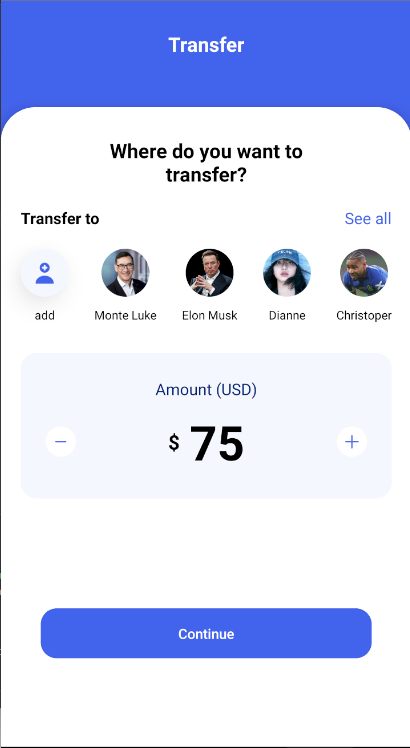 Transfer
Where do you want to
transfer?
Transfer to
See all
add
Monte Luke
Elon Musk
Dianne
Christoper
Amount (USD)
− $ 75 +
Continue